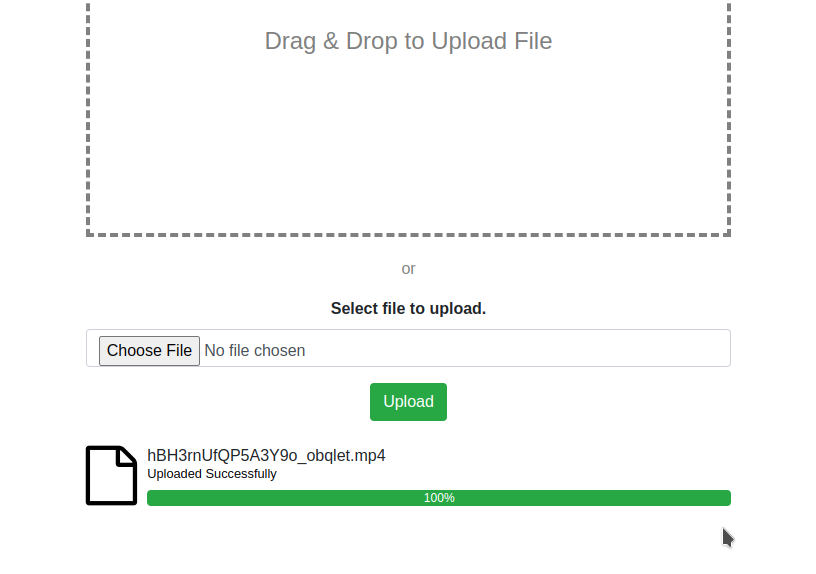 Drag & Drop to Upload File
or
Select file to upload.
Choose File No file chosen
Upload
hBH3rnUfQP5A3Y9o_obqlet.mp4
Uploaded Successfully
100%